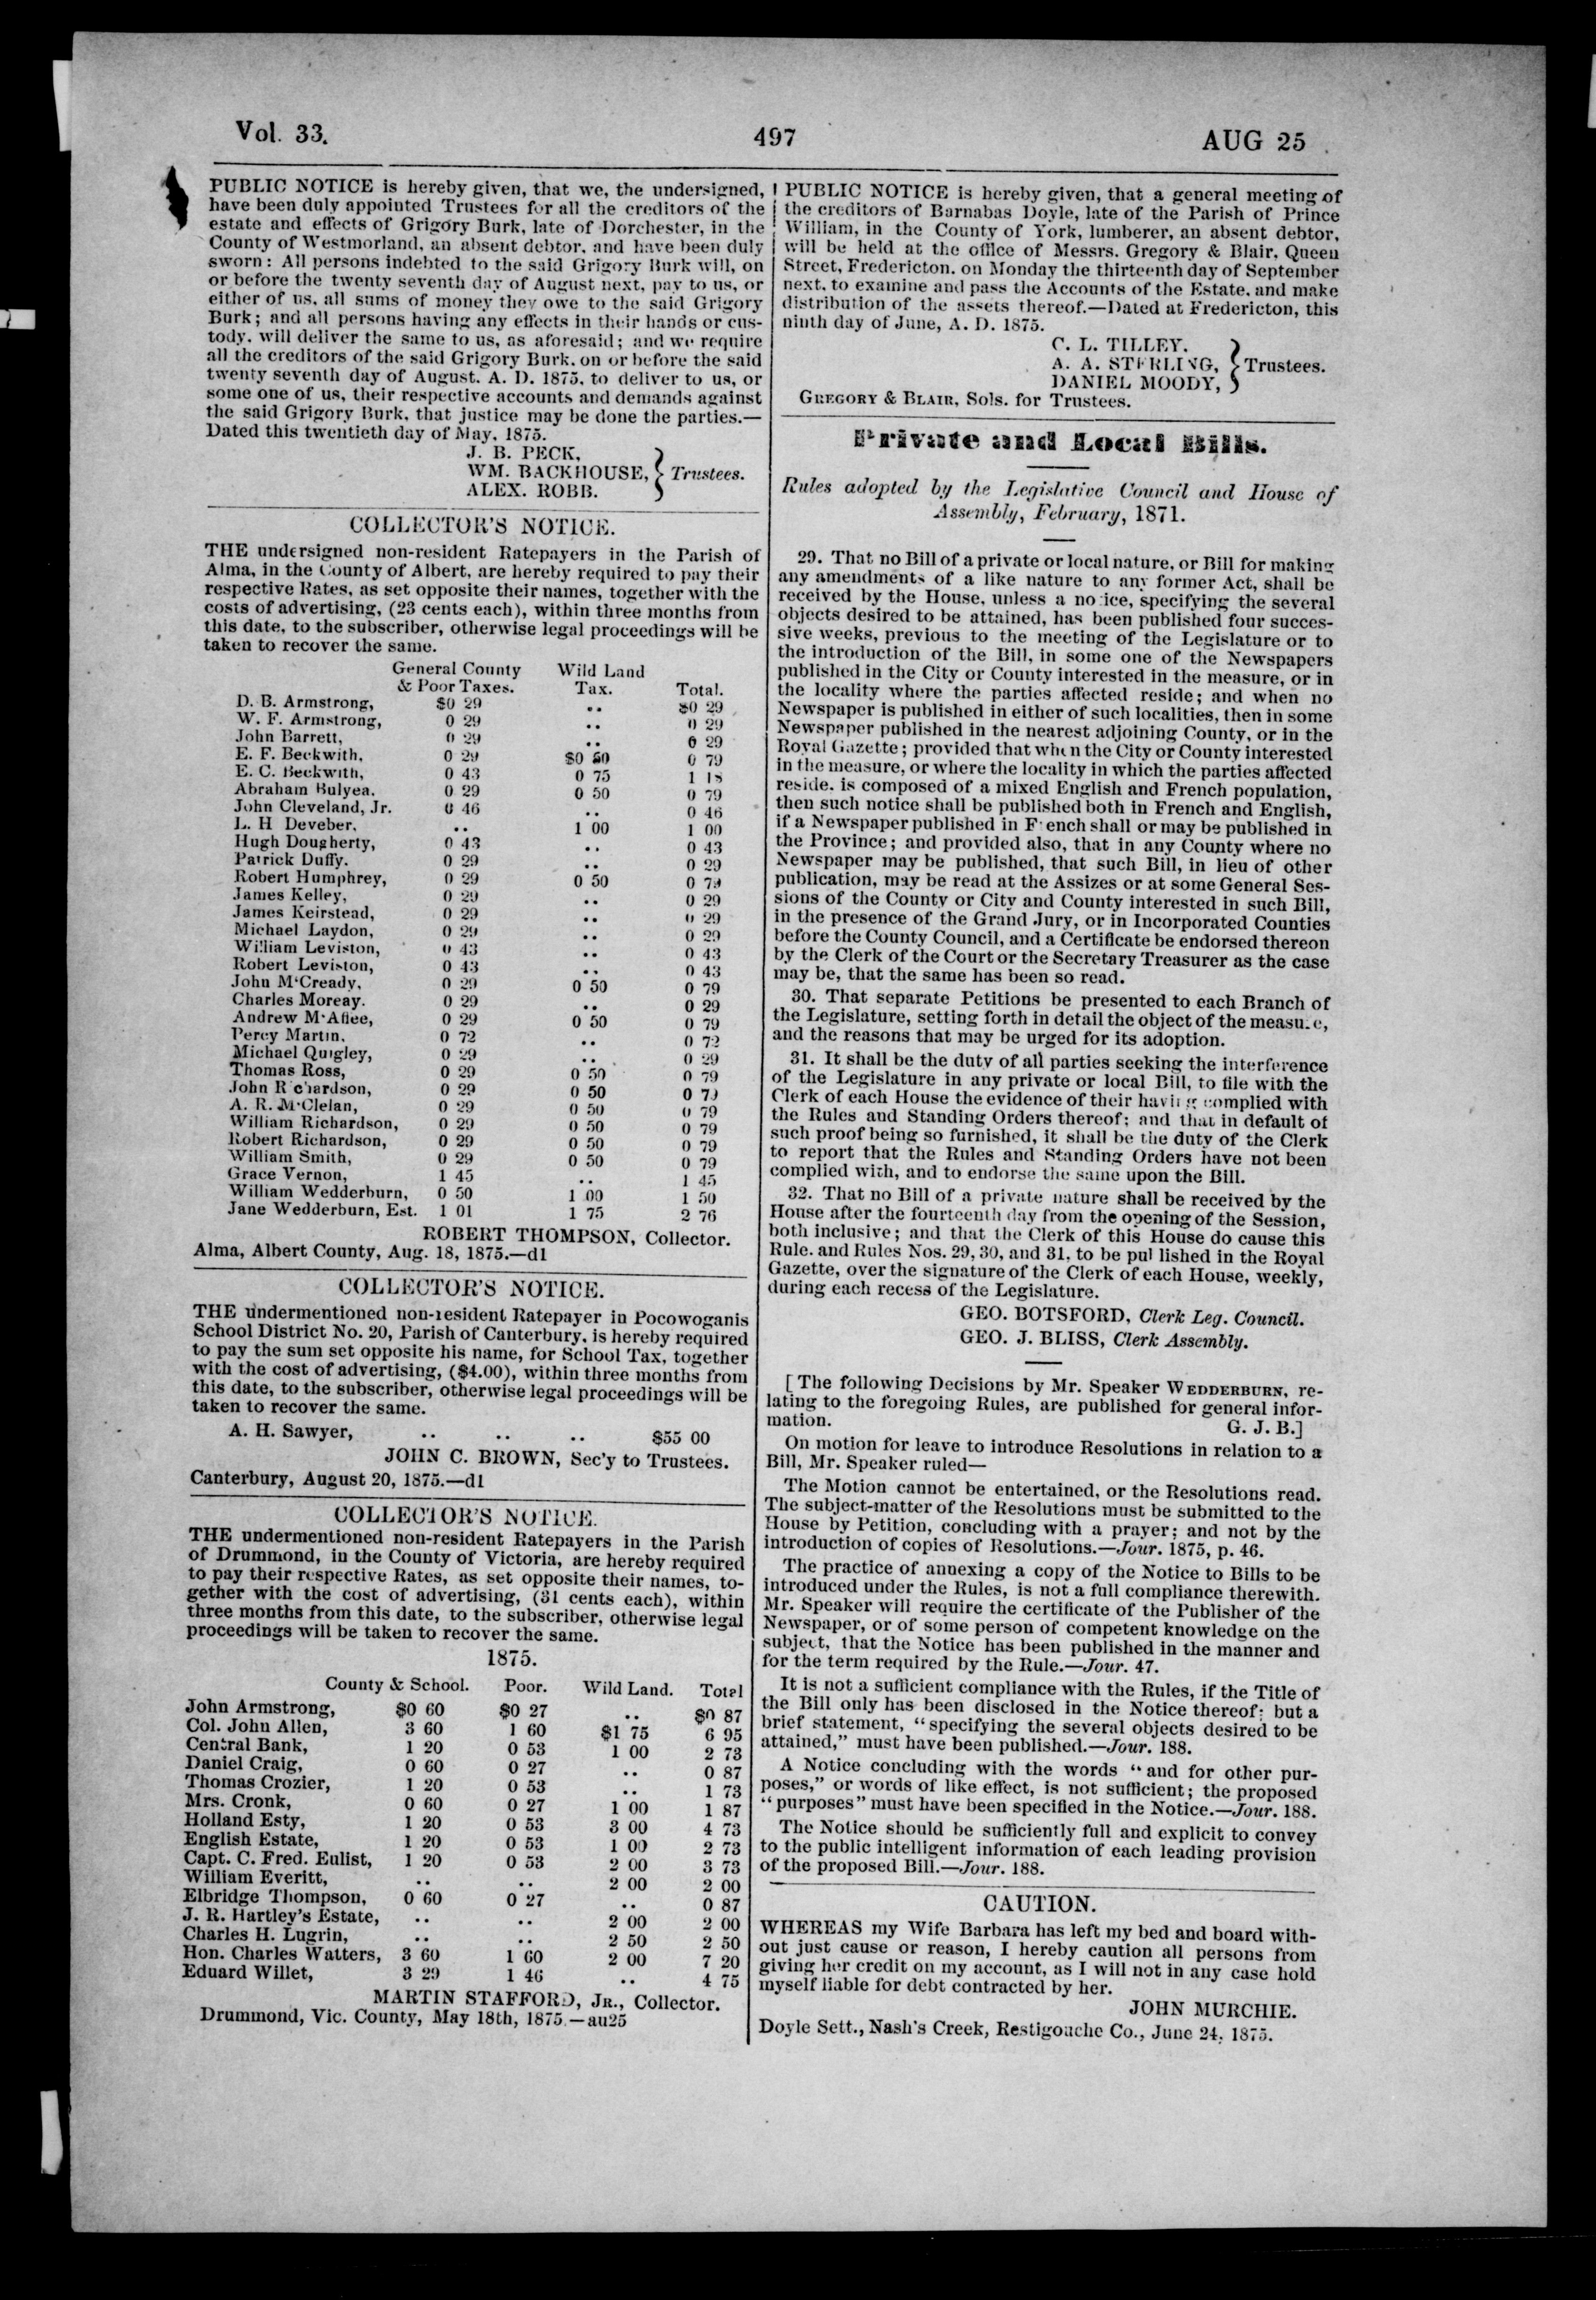 Vol. 33.
497
AUG 25
PUBLIC NOTICE is hereby given, that we, the undersigned,
have been duly appointed Trustees for all the creditors of the
estate and effects of Grigory Burk, late of Dorchester, in the
County of Westmorland, an absent debtor, and have been duly
sworn: All persons indebted to the said Grigory Burk will, on
or before the twenty seventh day of August next, pay to us, or
either of us, all sums of money they owe to the said Grigory
Burk; and all persons having any effects in their hands or cus-
tody, will deliver the same to us, as aforesaid; and we require
all the creditors of the said Grigory Burk, on or before the said
twenty seventh day of August, A. D. 1875, to deliver to us, or
some one of us, their respective accounts and demands against
the said Grigory Burk, that justice may be done the parties.—
Dated this twentieth day of May, 1875.
J. B. PECK,
WM. BACKHOUSE, } Trustees.
ALEX. ROBB.
COLLECTOR'S NOTICE.
THE undersigned non-resident Ratepayers in the Parish of
Alma, in the County of Albert, are hereby required to pay their
respective Rates, as set opposite their names, together with the
costs of advertising, (23 cents each), within three months from
this date, to the subscriber, otherwise legal proceedings will be
taken to recover the same.
General County Wild Land
& Poor Taxes. Tax. Total.
D. B. Armstrong, $0 29 .. $0 29
W. F. Armstrong, 0 29 .. 0 29
John Barrett, 0 29 .. 0 29
E. F. Beckwith, 0 29 $0 50 0 79
E. C. Beckwith, 0 43 0 75 1 18
Abraham Bulyea, 0 29 0 50 0 79
John Cleveland, Jr. 0 46 .. 0 46
L. H Deveber, .. 1 00 1 00
Hugh Dougherty, 0 43 .. 0 43
Patrick Duffy. 0 29 .. 0 29
Robert Humphrey, 0 29 0 50 0 79
James Kelley, 0 29 .. 0 29
James Keirstead, 0 29 .. 0 29
Michael Laydon, 0 29 .. 0 29
William Leviston, 0 43 .. 0 43
Robert Leviston, 0 43 .. 0 43
John M'Cready, 0 29 0 50 0 79
Charles Moreay. 0 29 .. 0 29
Andrew M'Afee, 0 29 0 50 0 79
Percy Martin, 0 72 .. 0 72
Michael Quigley, 0 29 .. 0 29
Thomas Ross, 0 29 0 50 0 79
John Richardson, 0 29 0 50 0 79
A. R. M'Clelan, 0 29 0 50 0 79
William Richardson, 0 29 0 50 0 79
Robert Richardson, 0 29 0 50 0 79
William Smith, 0 29 0 50 0 79
Grace Vernon, 1 45 .. 1 45
William Wedderburn, 0 50 1 00 1 50
Jane Wedderburn, Est. 1 01 1 75 2 76
ROBERT THOMPSON, Collector.
Alma, Albert County, Aug. 18, 1875.—d1
COLLECTOR'S NOTICE.
THE undermentioned non-resident Ratepayer in Pocowoganis
School District No. 20, Parish of Canterbury, is hereby required
to pay the sum set opposite his name, for School Tax, together
with the cost of advertising, ($4.00), within three months from
this date, to the subscriber, otherwise legal proceedings will be
taken to recover the same.
A. H. Sawyer, .. .. .. $55 00
JOHN C. BROWN, Sec'y to Trustees.
Canterbury, August 20, 1875.—d1
COLLECTOR'S NOTICE.
THE undermentioned non-resident Ratepayers in the Parish
of Drummond, in the County of Victoria, are hereby required
to pay their respective Rates, as set opposite their names, to-
gether with the cost of advertising, (31 cents each), within
three months from this date, to the subscriber, otherwise legal
proceedings will be taken to recover the same.
1875.
County & School. Poor. Wild Land. Total
John Armstrong, $0 60 $0 27 .. $0 87
Col. John Allen, 3 60 1 60 $1 75 6 95
Central Bank, 1 20 0 53 1 00 2 73
Daniel Craig, 0 60 0 27 .. 0 87
Thomas Crozier, 1 20 0 53 .. 1 73
Mrs. Cronk, 0 60 0 27 1 00 1 87
Holland Esty, 1 20 0 53 3 00 4 73
English Estate, 1 20 0 53 1 00 2 73
Capt. C. Fred. Eulist, 1 20 0 53 2 00 3 73
William Everitt, .. .. 2 00 2 00
Elbridge Thompson, 0 60 0 27 .. 0 87
J. R. Hartley's Estate, .. .. 2 00 2 00
Charles H. Lugrin, .. .. 2 50 2 50
Hon. Charles Watters, 3 60 1 60 2 00 7 20
Eduard Willet, 3 29 1 46 .. 4 75
MARTIN STAFFORD, JR., Collector.
Drummond, Vic. County, May 18th, 1875.—au25
PUBLIC NOTICE is hereby given, that a general meeting of
the creditors of Barnabas Doyle, late of the Parish of Prince
William, in the County of York, lumberer, an absent debtor,
will be held at the office of Messrs. Gregory & Blair, Queen
Street, Fredericton, on Monday the thirteenth day of September
next, to examine and pass the Accounts of the Estate, and make
distribution of the assets thereof.—Dated at Fredericton, this
ninth day of June, A. D. 1875.
C. L. TILLEY,
A. A. STERLING, } Trustees.
DANIEL MOODY,
GREGORY & BLAIR, Sols. for Trustees.
Private and Local Bills.
Rules adopted by the Legislative Council and House of
Assembly, February, 1871.
29. That no Bill of a private or local nature, or Bill for making
any amendments of a like nature to any former Act, shall be
received by the House, unless a notice, specifying the several
objects desired to be attained, has been published four succes-
sive weeks, previous to the meeting of the Legislature or to
the introduction of the Bill, in some one of the Newspapers
published in the City or County interested in the measure, or in
the locality where the parties affected reside; and when no
Newspaper is published in either of such localities, then in some
Newspaper published in the nearest adjoining County, or in the
Royal Gazette; provided that when the City or County interested
in the measure, or where the locality in which the parties affected
reside, is composed of a mixed English and French population,
then such notice shall be published both in French and English,
if a Newspaper published in French shall or may be published in
the Province; and provided also, that in any County where no
Newspaper may be published, that such Bill, in lieu of other
publication, may be read at the Assizes or at some General Ses-
sions of the County or City and County interested in such Bill,
in the presence of the Grand Jury, or in Incorporated Counties
before the County Council, and a Certificate be endorsed thereon
by the Clerk of the Court or the Secretary Treasurer as the case
may be, that the same has been so read.
30. That separate Petitions be presented to each Branch of
the Legislature, setting forth in detail the object of the measure,
and the reasons that may be urged for its adoption.
31. It shall be the duty of all parties seeking the interference
of the Legislature in any private or local Bill, to file with the
Clerk of each House the evidence of their having complied with
the Rules and Standing Orders thereof; and that in default of
such proof being so furnished, it shall be the duty of the Clerk
to report that the Rules and Standing Orders have not been
complied with, and to endorse the same upon the Bill.
32. That no Bill of a private nature shall be received by the
House after the fourteenth day from the opening of the Session,
both inclusive; and that the Clerk of this House do cause this
Rule, and Rules Nos. 29, 30, and 31, to be published in the Royal
Gazette, over the signature of the Clerk of each House, weekly,
during each recess of the Legislature.
GEO. BOTSFORD, Clerk Leg. Council.
GEO. J. BLISS, Clerk Assembly.
[The following Decisions by Mr. Speaker WEDDERBURN, re-
lating to the foregoing Rules, are published for general infor-
mation. G. J. B.]
On motion for leave to introduce Resolutions in relation to a
Bill, Mr. Speaker ruled—
The Motion cannot be entertained, or the Resolutions read.
The subject-matter of the Resolutions must be submitted to the
House by Petition, concluding with a prayer; and not by the
introduction of copies of Resolutions.—Jour. 1875, p. 46.
The practice of annexing a copy of the Notice to Bills to be
introduced under the Rules, is not a full compliance therewith.
Mr. Speaker will require the certificate of the Publisher of the
Newspaper, or of some person of competent knowledge on the
subject, that the Notice has been published in the manner and
for the term required by the Rule.—Jour. 47.
It is not a sufficient compliance with the Rules, if the Title of
the Bill only has been disclosed in the Notice thereof; but a
brief statement, "specifying the several objects desired to be
attained," must have been published.—Jour. 188.
A Notice concluding with the words "and for other pur-
poses," or words of like effect, is not sufficient; the proposed
"purposes" must have been specified in the Notice.—Jour. 188.
The Notice should be sufficiently full and explicit to convey
to the public intelligent information of each leading provision
of the proposed Bill.—Jour. 188.
CAUTION.
WHEREAS my Wife Barbara has left my bed and board with-
out just cause or reason, I hereby caution all persons from
giving her credit on my account, as I will not in any case hold
myself liable for debt contracted by her.
JOHN MURCHIE.
Doyle Sett., Nash's Creek, Restigouche Co., June 24, 1875.